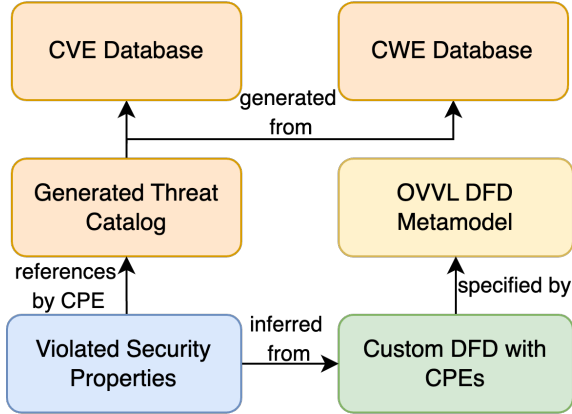 CVE Database
CWE Database
generated
from
Generated Threat
Catalog
OVVL DFD
Metamodel
references
by CPE
specified by
Violated Security
Properties
inferred
from
Custom DFD with
CPEs